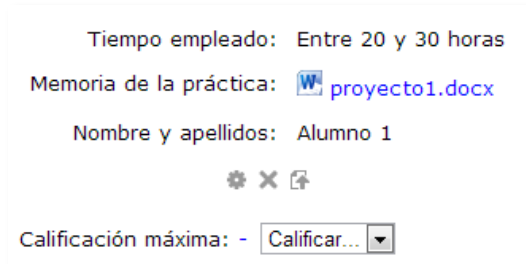 Tiempo empleado: Entre 20 y 30 horas
Memoria de la práctica: proyecto1.docx
Nombre y apellidos: Alumno 1
Calificación máxima: - Calificar...